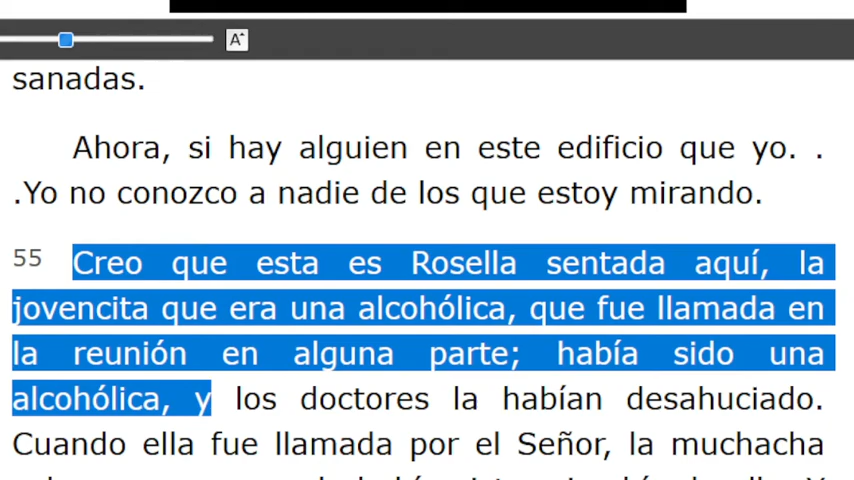 A
sanadas.
Ahora, si hay alguien en este edificio que yo. .
.Yo no conozco a nadie de los que estoy mirando.
55 Creo que esta es Rosella sentada aquí, la
jovencita que era una alcohólica, que fue llamada en
la reunión en alguna parte; había sido una
alcohólica, y los doctores la habían desahuciado.
Cuando ella fue llamada por el Señor, la muchacha